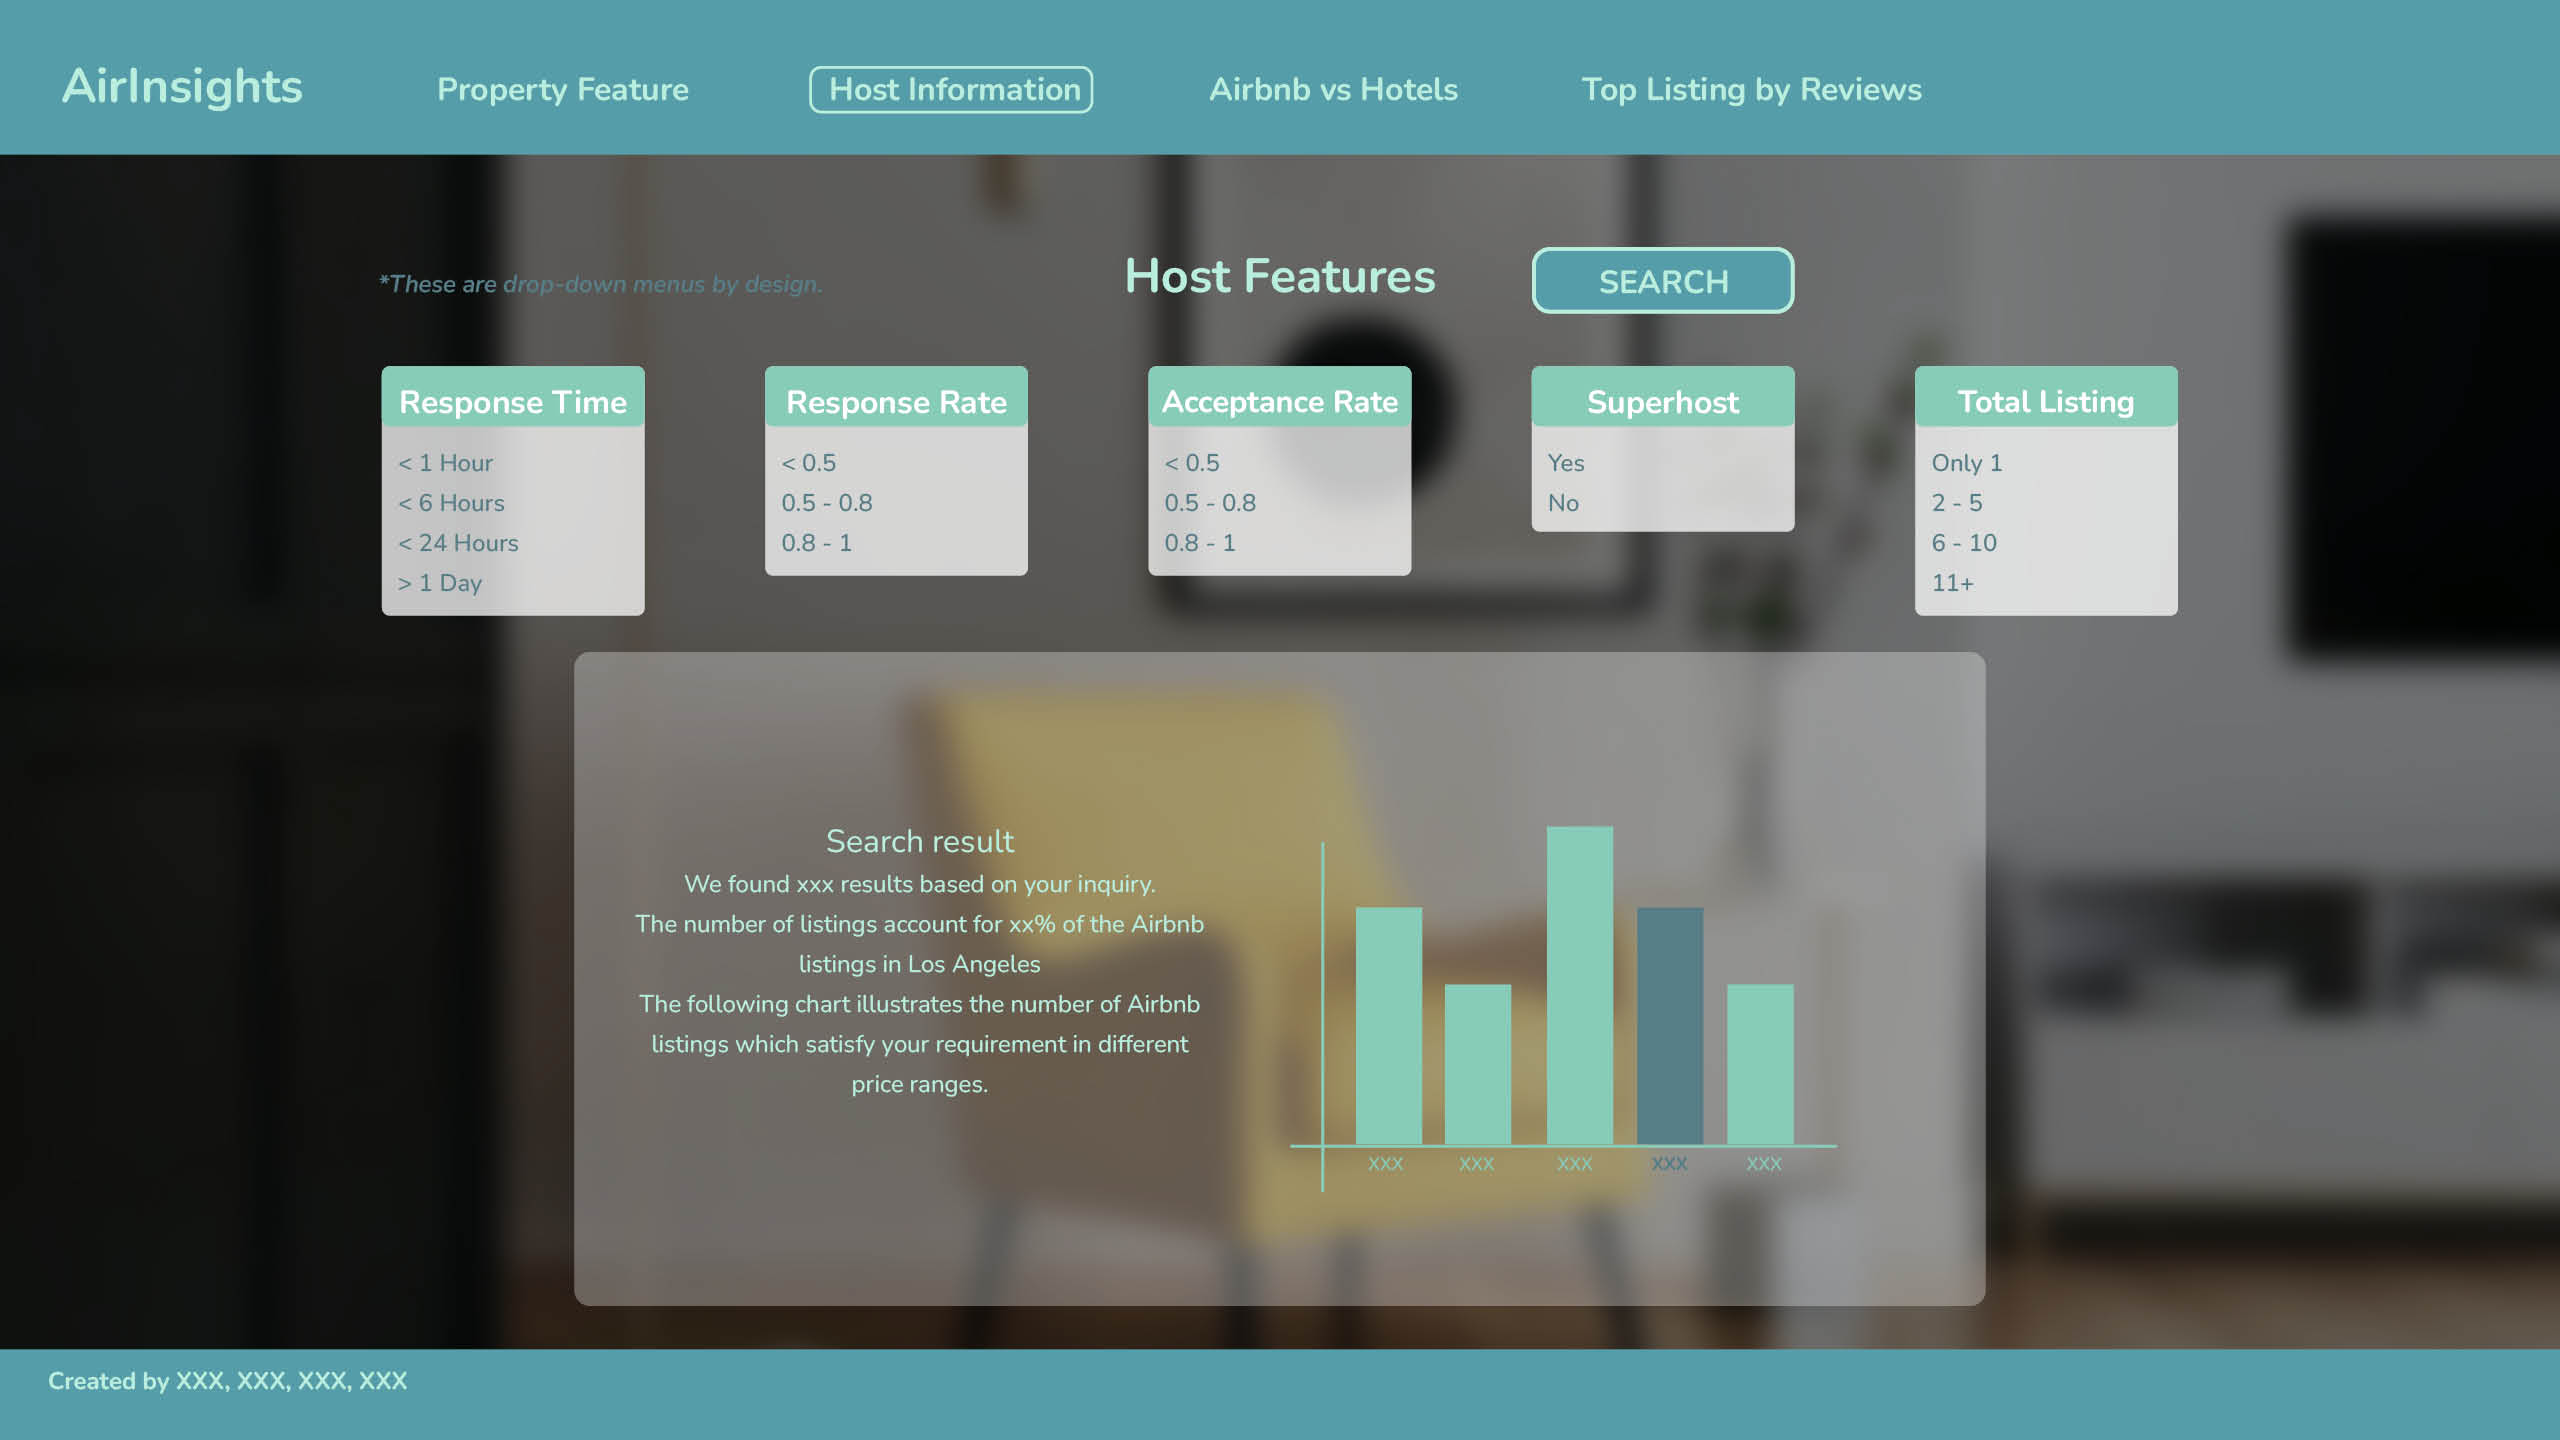 AirInsights
Property Feature
Host Information
Airbnb vs Hotels
Top Listing by Reviews
*These are drop-down menus by design.
Host Features
SEARCH
Response Time
< 1 Hour
< 6 Hours
< 24 Hours
> 1 Day
Response Rate
< 0.5
0.5 - 0.8
0.8 - 1
Acceptance Rate
< 0.5
0.5 - 0.8
0.8 - 1
Superhost
Yes
No
Total Listing
Only 1
2 - 5
6 - 10
11+
Search result
We found xxx results based on your inquiry.
The number of listings account for xx% of the Airbnb
listings in Los Angeles
The following chart illustrates the number of Airbnb
listings which satisfy your requirement in different
price ranges.
XXX
XXX
XXX
XXX
XXX
Created by XXX, XXX, XXX, XXX